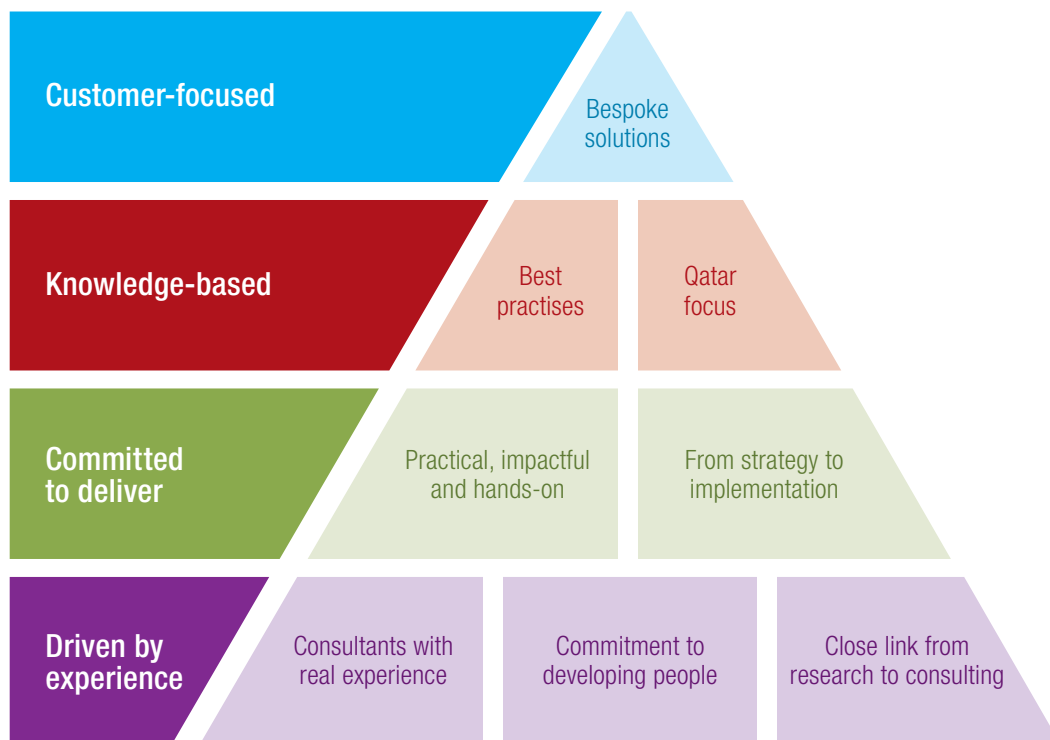 Customer-focused
Bespoke
solutions
Knowledge-based
Best
practises
Qatar
focus
Committed
to deliver
Practical, impactful
and hands-on
From strategy to
implementation
Driven by
experience
Consultants with
real experience
Commitment to
developing people
Close link from
research to consulting